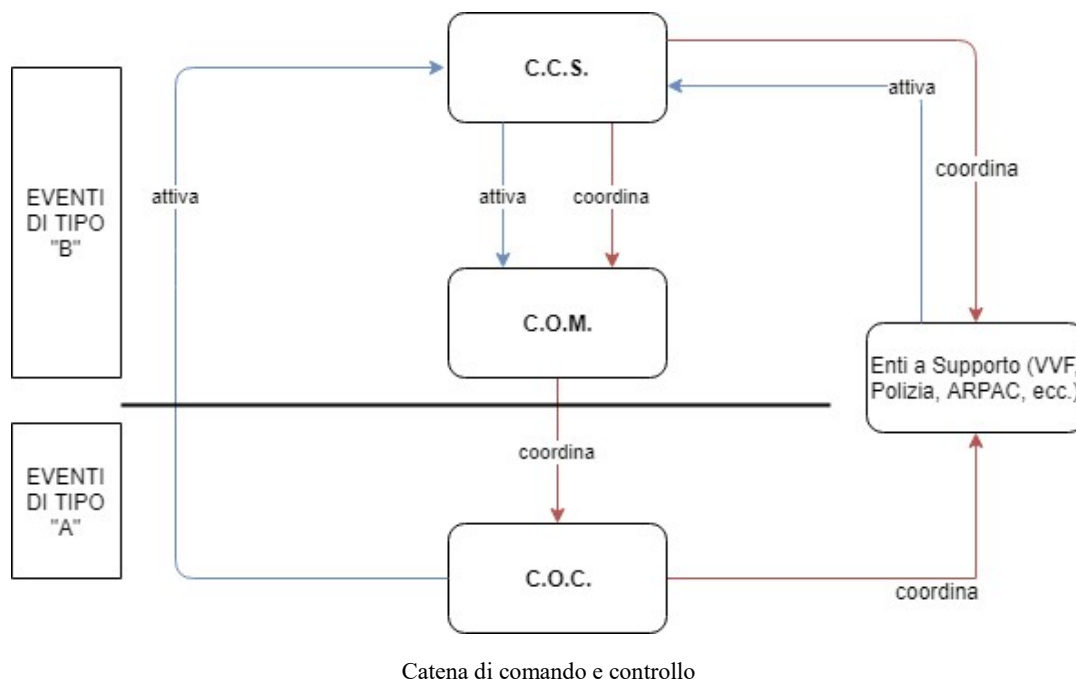 C.C.S.
attiva
coordina
EVENTI
DI TIPO
"B"
attiva
attiva
coordina
C.O.M.
Enti a Supporto (VVF,
Polizia, ARPAC, ecc.)
coordina
EVENTI
DI TIPO
"A"
C.O.C.
coordina
Catena di comando e controllo